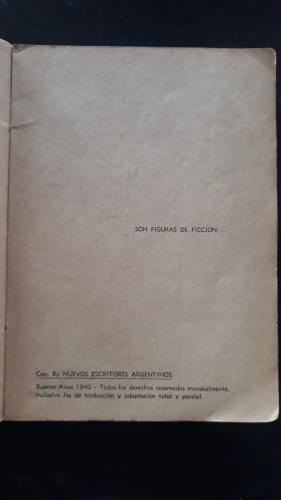 SON FIGURAS DE FICCION...
Cop. By NUEVOS ESCRITORES ARGENTINOS.
Buenos Aires 1940 - Todos los derechos reservados mundialmente,
inclusive los de traducción y adaptación total y parcial.